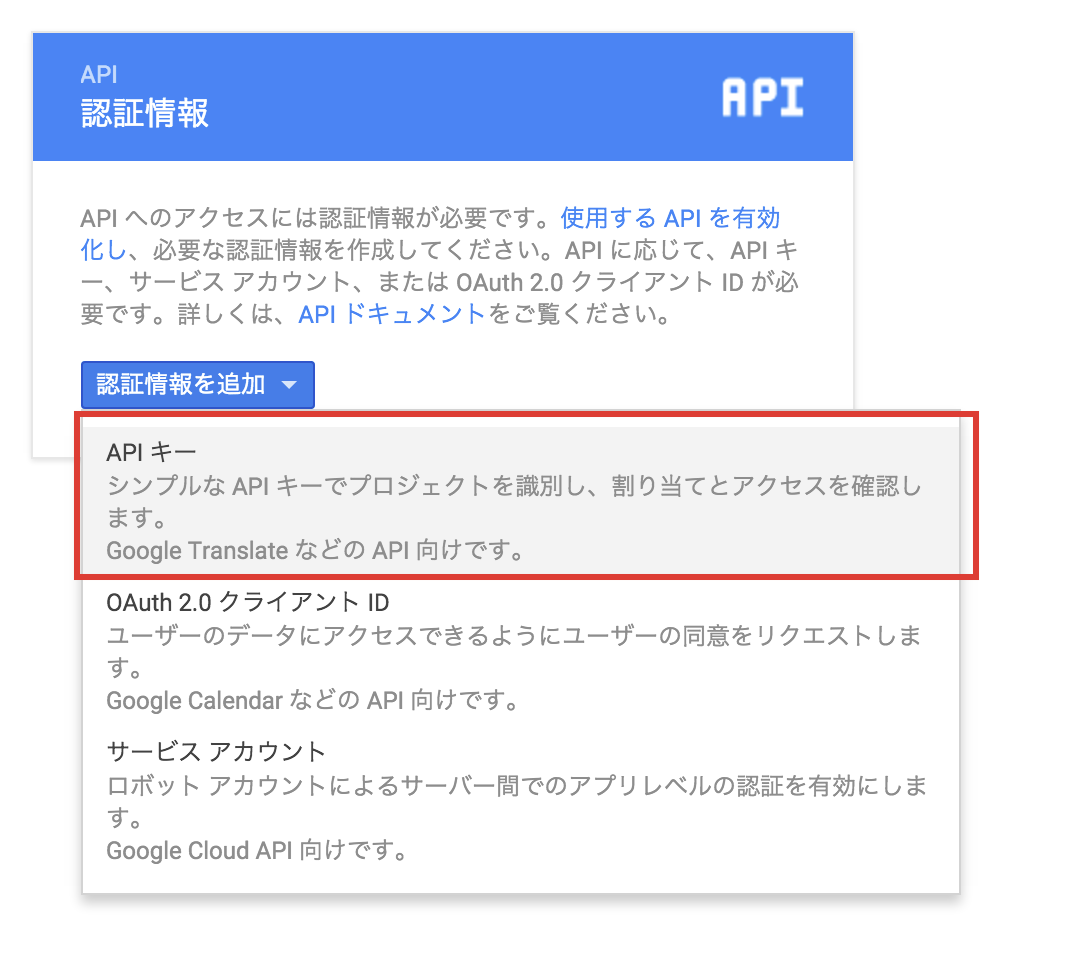 API
認証情報
API
API へのアクセスには認証情報が必要です。使用する API を有効
化し、必要な認証情報を作成してください。API に応じて、API キ
ー、サービス アカウント、または OAuth 2.0 クライアント ID が必
要です。詳しくは、API ドキュメントをご覧ください。
認証情報を追加
API キー
シンプルな API キーでプロジェクトを識別し、割り当てとアクセスを確認し
ます。
Google Translate などの API 向けです。
OAuth 2.0 クライアント ID
ユーザーのデータにアクセスできるようにユーザーの同意をリクエストしま
す。
Google Calendar などの API 向けです。
サービス アカウント
ロボット アカウントによるサーバー間でのアプリレベルの認証を有効にしま
す。
Google Cloud API 向けです。